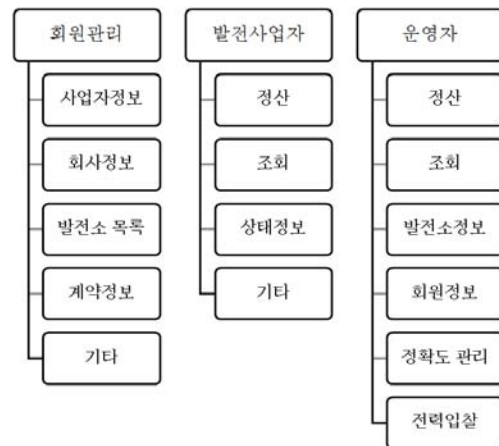 회원관리
사업자정보
회사정보
발전소 목록
계약정보
기타
발전사업자
정산
조회
상태정보
기타
운영자
정산
조회
발전소정보
회원정보
정확도 관리
전력입찰